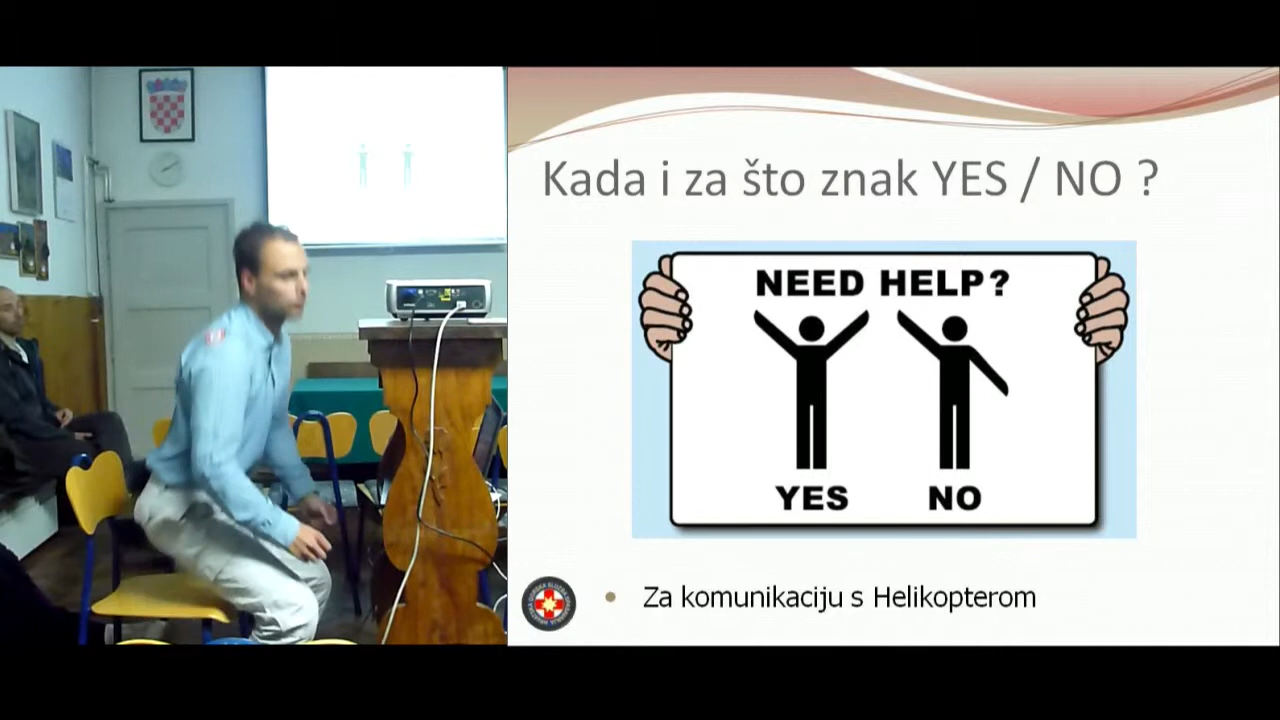 Kada i za što znak YES / NO ?
NEED HELP?
YES
NO
Za komunikaciju s Helikopterom